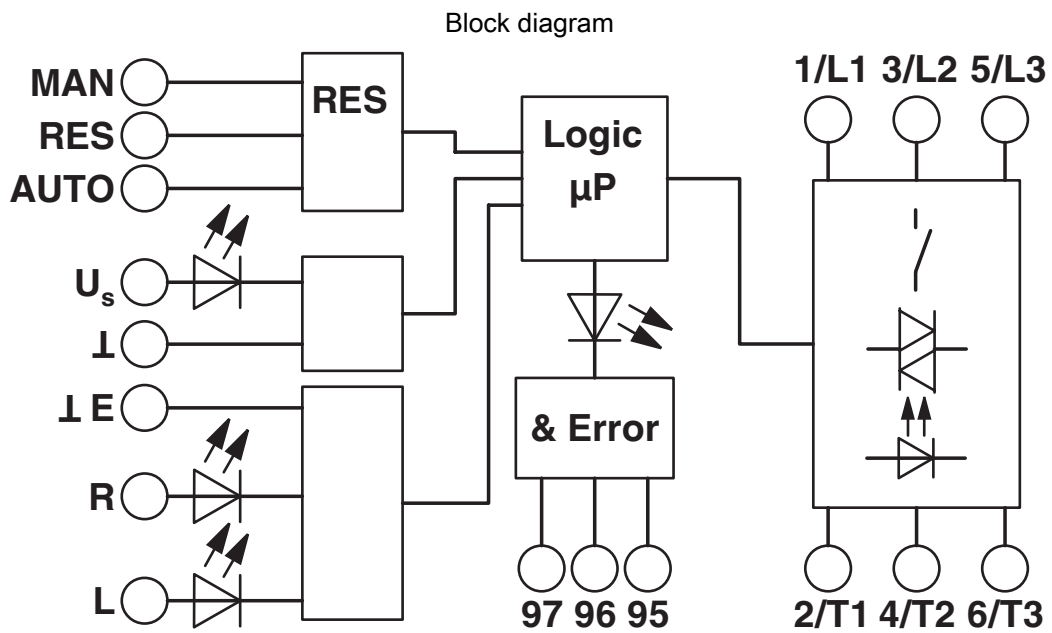 Block diagram
MAN
RES
AUTO
RES
Us
⊥
⊥ E
R
L
Logic
µP
& Error
97 96 95
1/L1 3/L2 5/L3
2/T1 4/T2 6/T3